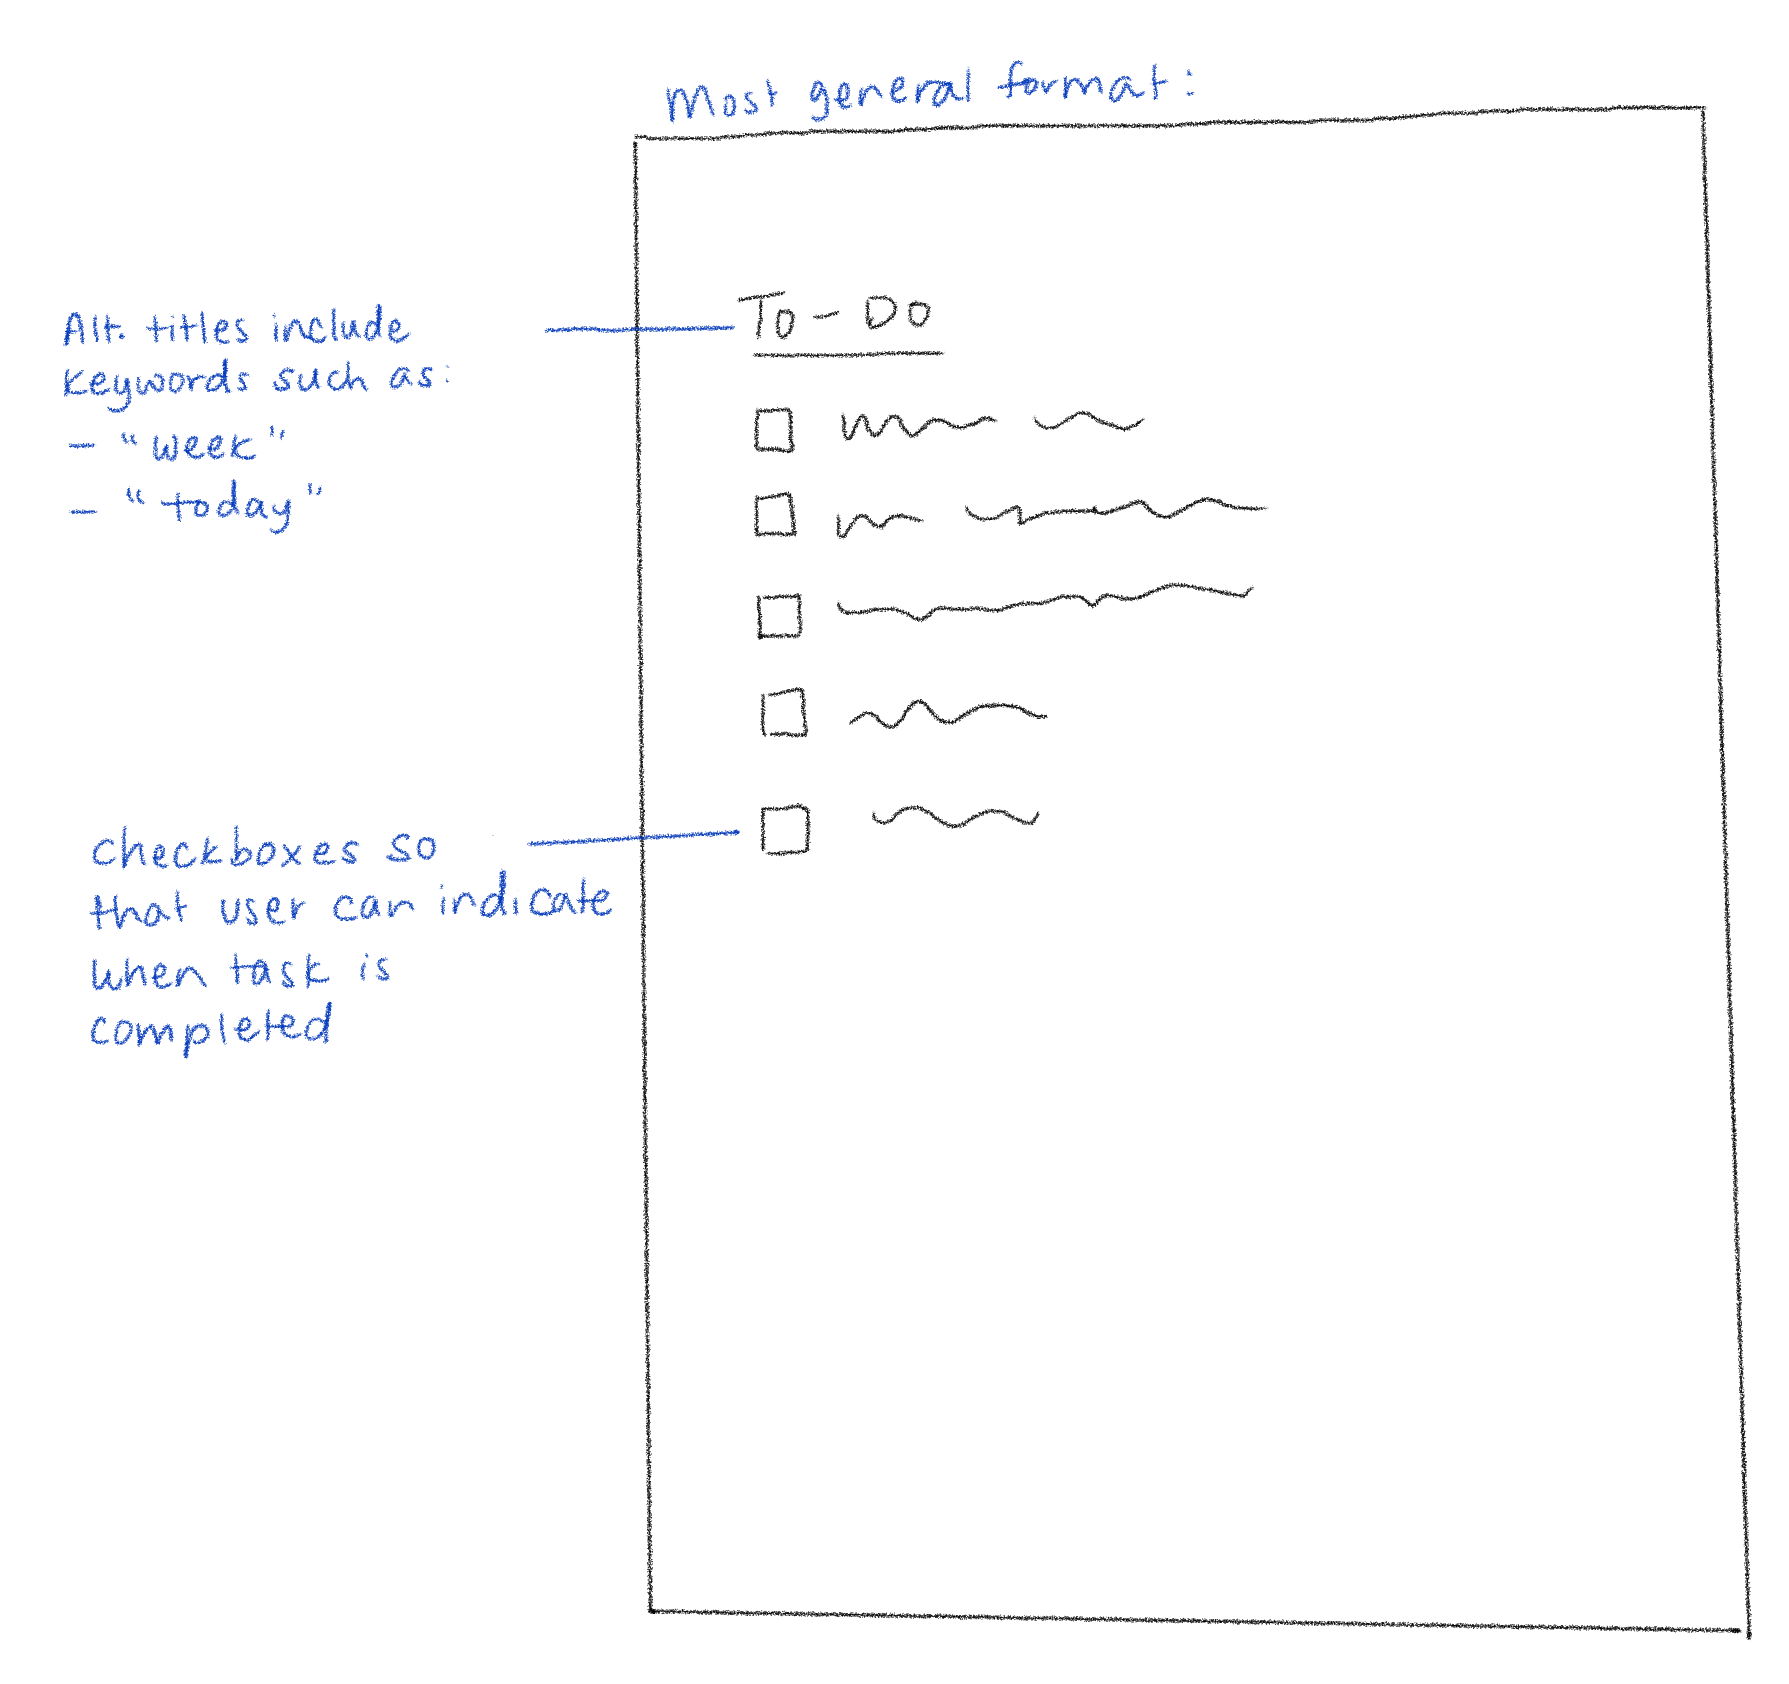 Most general format:
To-Do
Alt. titles include
keywords such as:
- "week"
- "today"
checkboxes so
that user can indicate
when task is
completed